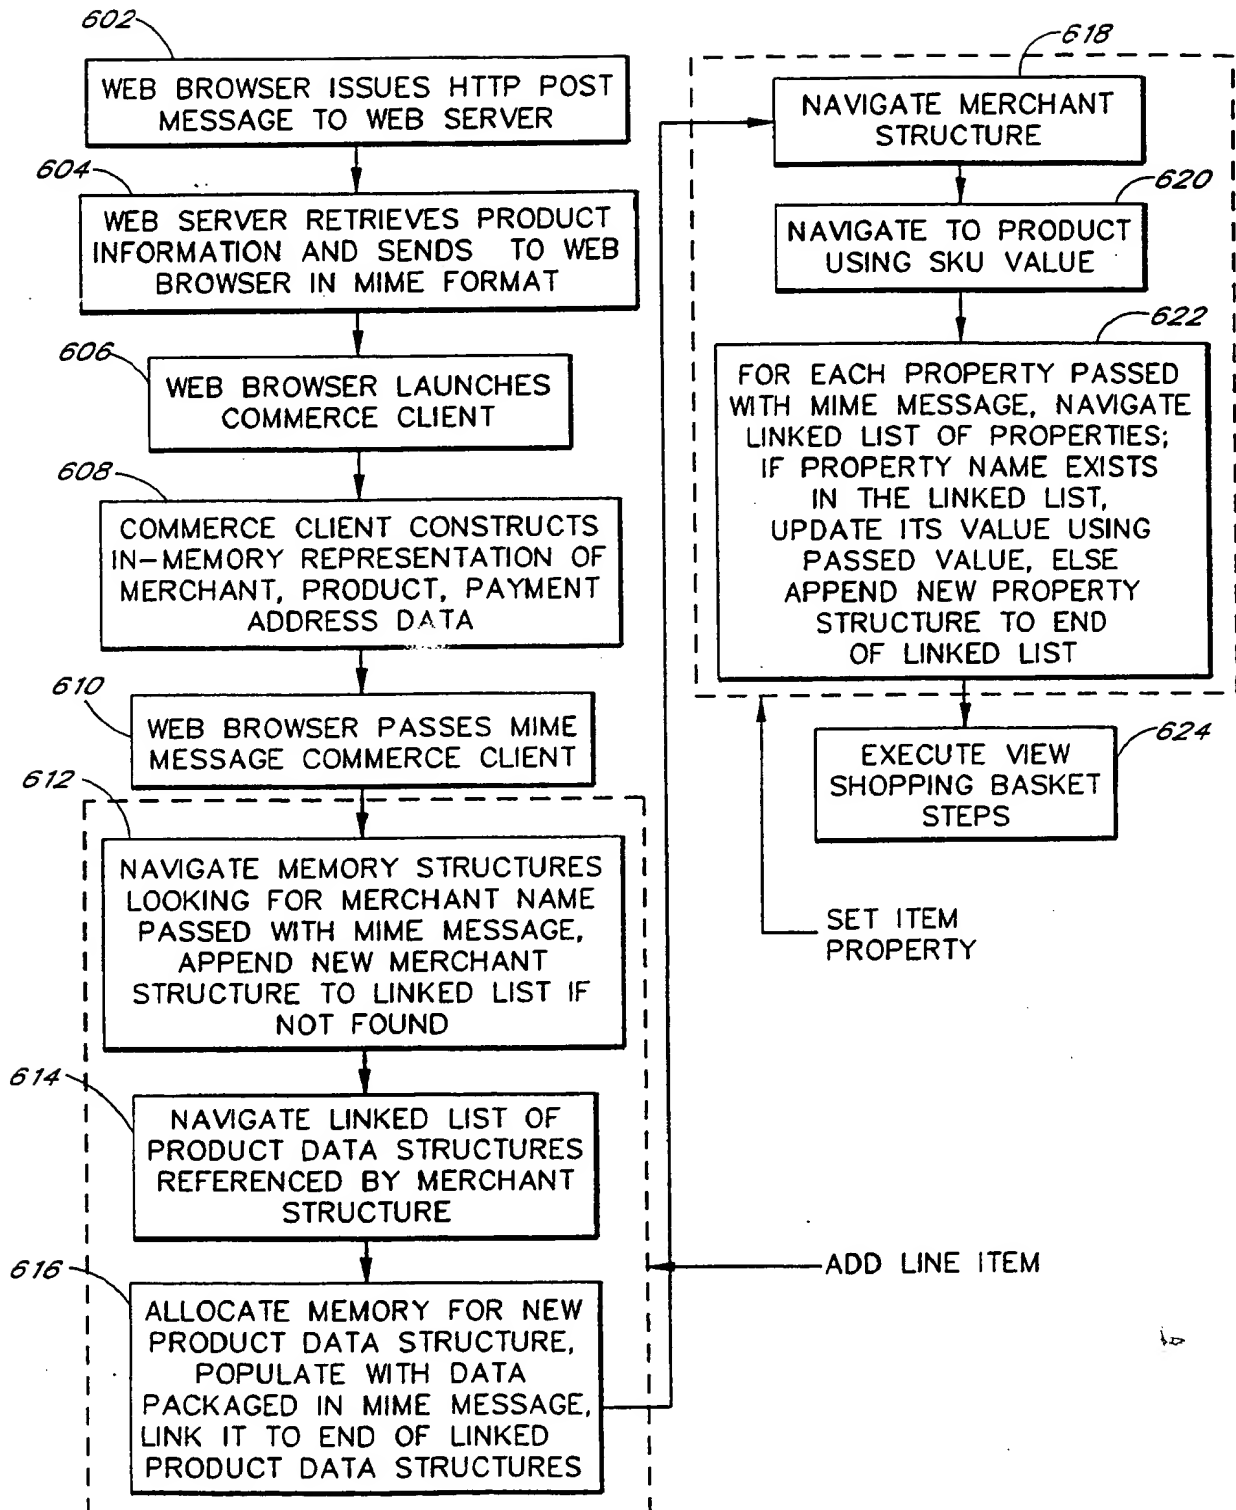 602
WEB BROWSER ISSUES HTTP POST
MESSAGE TO WEB SERVER
604
WEB SERVER RETRIEVES PRODUCT
INFORMATION AND SENDS TO WEB
BROWSER IN MIME FORMAT
606
WEB BROWSER LAUNCHES
COMMERCE CLIENT
608
COMMERCE CLIENT CONSTRUCTS
IN-MEMORY REPRESENTATION OF
MERCHANT, PRODUCT, PAYMENT
ADDRESS DATA
610
WEB BROWSER PASSES MIME
MESSAGE COMMERCE CLIENT
612
NAVIGATE MEMORY STRUCTURES
LOOKING FOR MERCHANT NAME
PASSED WITH MIME MESSAGE,
APPEND NEW MERCHANT
STRUCTURE TO LINKED LIST IF
NOT FOUND
614
NAVIGATE LINKED LIST OF
PRODUCT DATA STRUCTURES
REFERENCED BY MERCHANT
STRUCTURE
616
ALLOCATE MEMORY FOR NEW
PRODUCT DATA STRUCTURE,
POPULATE WITH DATA
PACKAGED IN MIME MESSAGE,
LINK IT TO END OF LINKED
PRODUCT DATA STRUCTURES
ADD LINE ITEM
618
NAVIGATE MERCHANT
STRUCTURE
620
NAVIGATE TO PRODUCT
USING SKU VALUE
622
FOR EACH PROPERTY PASSED
WITH MIME MESSAGE, NAVIGATE
LINKED LIST OF PROPERTIES;
IF PROPERTY NAME EXISTS
IN THE LINKED LIST,
UPDATE ITS VALUE USING
PASSED VALUE, ELSE
APPEND NEW PROPERTY
STRUCTURE TO END
OF LINKED LIST
624
EXECUTE VIEW
SHOPPING BASKET
STEPS
SET ITEM
PROPERTY